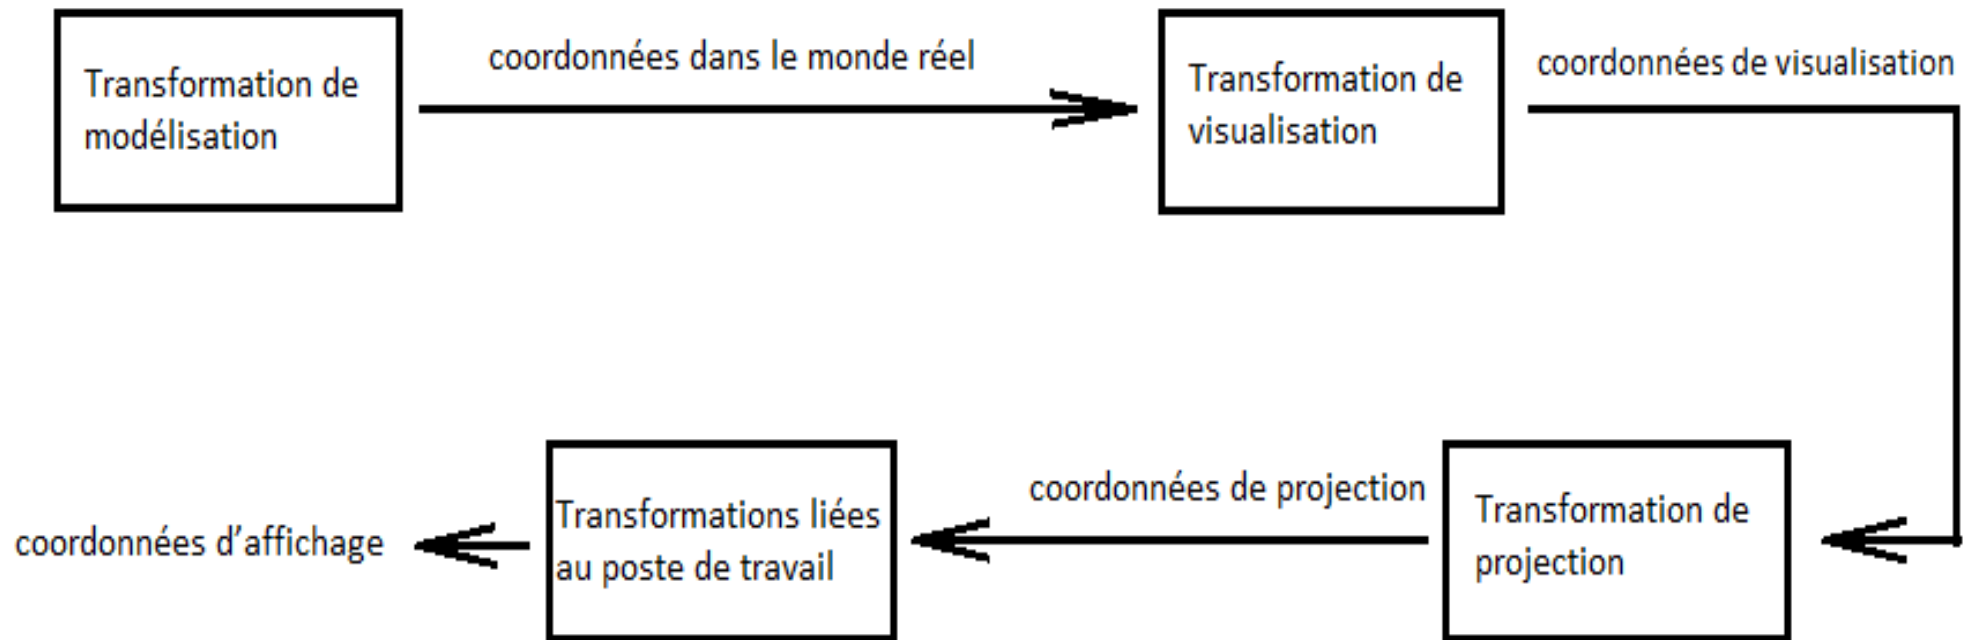 Transformation de
modélisation
coordonnées dans le monde réel
Transformation de
visualisation
coordonnées de visualisation
Transformation de
projection
coordonnées de projection
Transformations liées
au poste de travail
coordonnées d’affichage